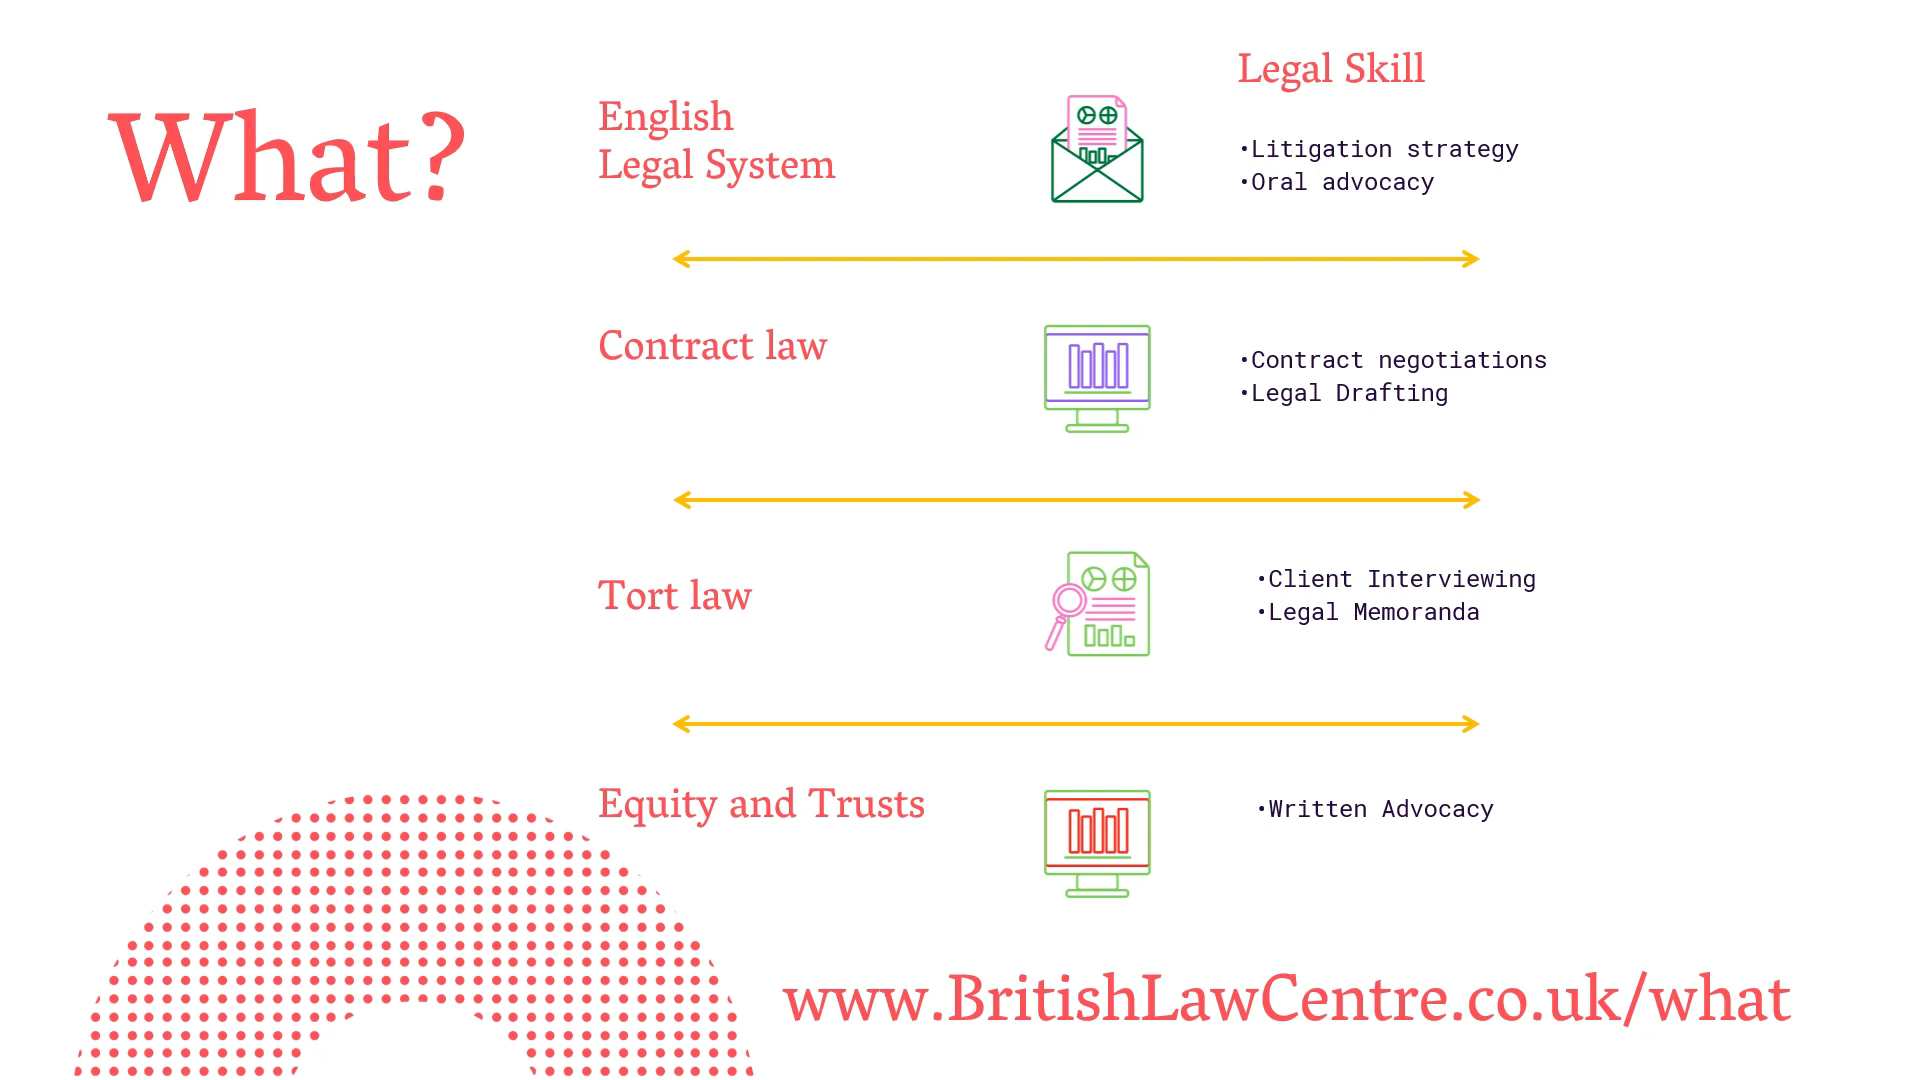 What?
Legal Skill
English
Legal System
•Litigation strategy
•Oral advocacy
Contract law
•Contract negotiations
•Legal Drafting
Tort law
•Client Interviewing
•Legal Memoranda
Equity and Trusts
•Written Advocacy
www.BritishLawCentre.co.uk/what